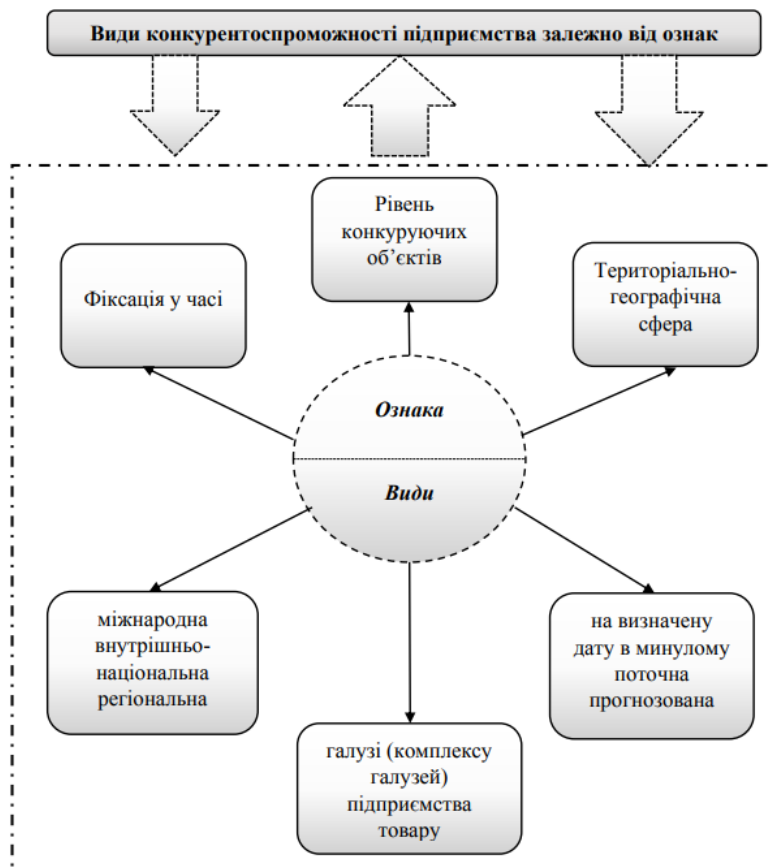 Види конкурентоспроможності підприємства залежно від ознак
Рівень
конкуруючих
об’єктів
Фіксація у часі
Територіально-
географічна
сфера
Ознака
Види
міжнародна
внутрішньо-
національна
регіональна
на визначену
дату в минулому
поточна
прогнозована
галузі (комплексу
галузей)
підприємства
товару